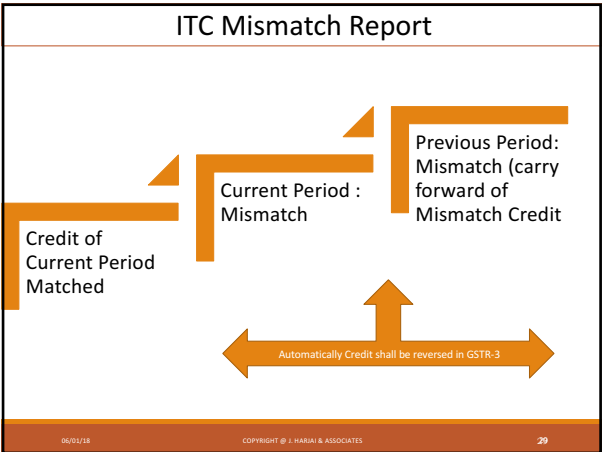 ITC Mismatch Report
Credit of
Current Period
Matched
Current Period :
Mismatch
Previous Period:
Mismatch (carry
forward of
Mismatch Credit
Automatically Credit shall be reversed in GSTR-3
06/01/18
COPYRIGHT @ J. HARJAI & ASSOCIATES
29